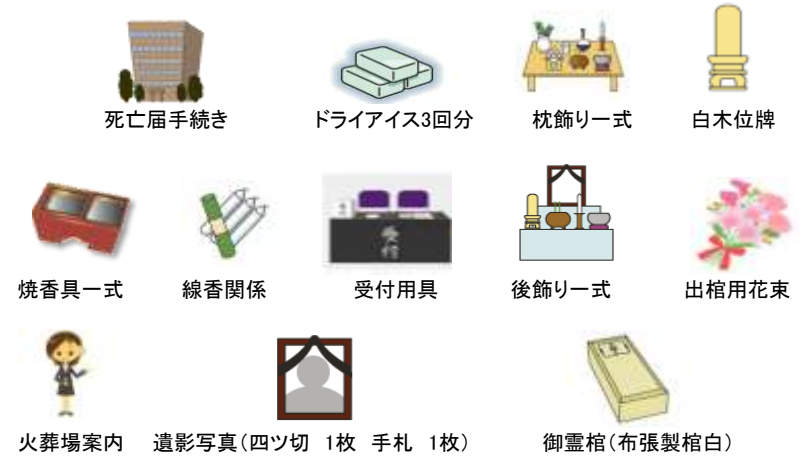 死亡届手続き ドライアイス3回分 枕飾り一式 白木位牌
受付
焼香具一式 線香関係 受付用具 後飾り一式 出棺用花束
火葬場案内 遺影写真(四ツ切 1枚 手札 1枚) 御霊棺(布張製棺白)